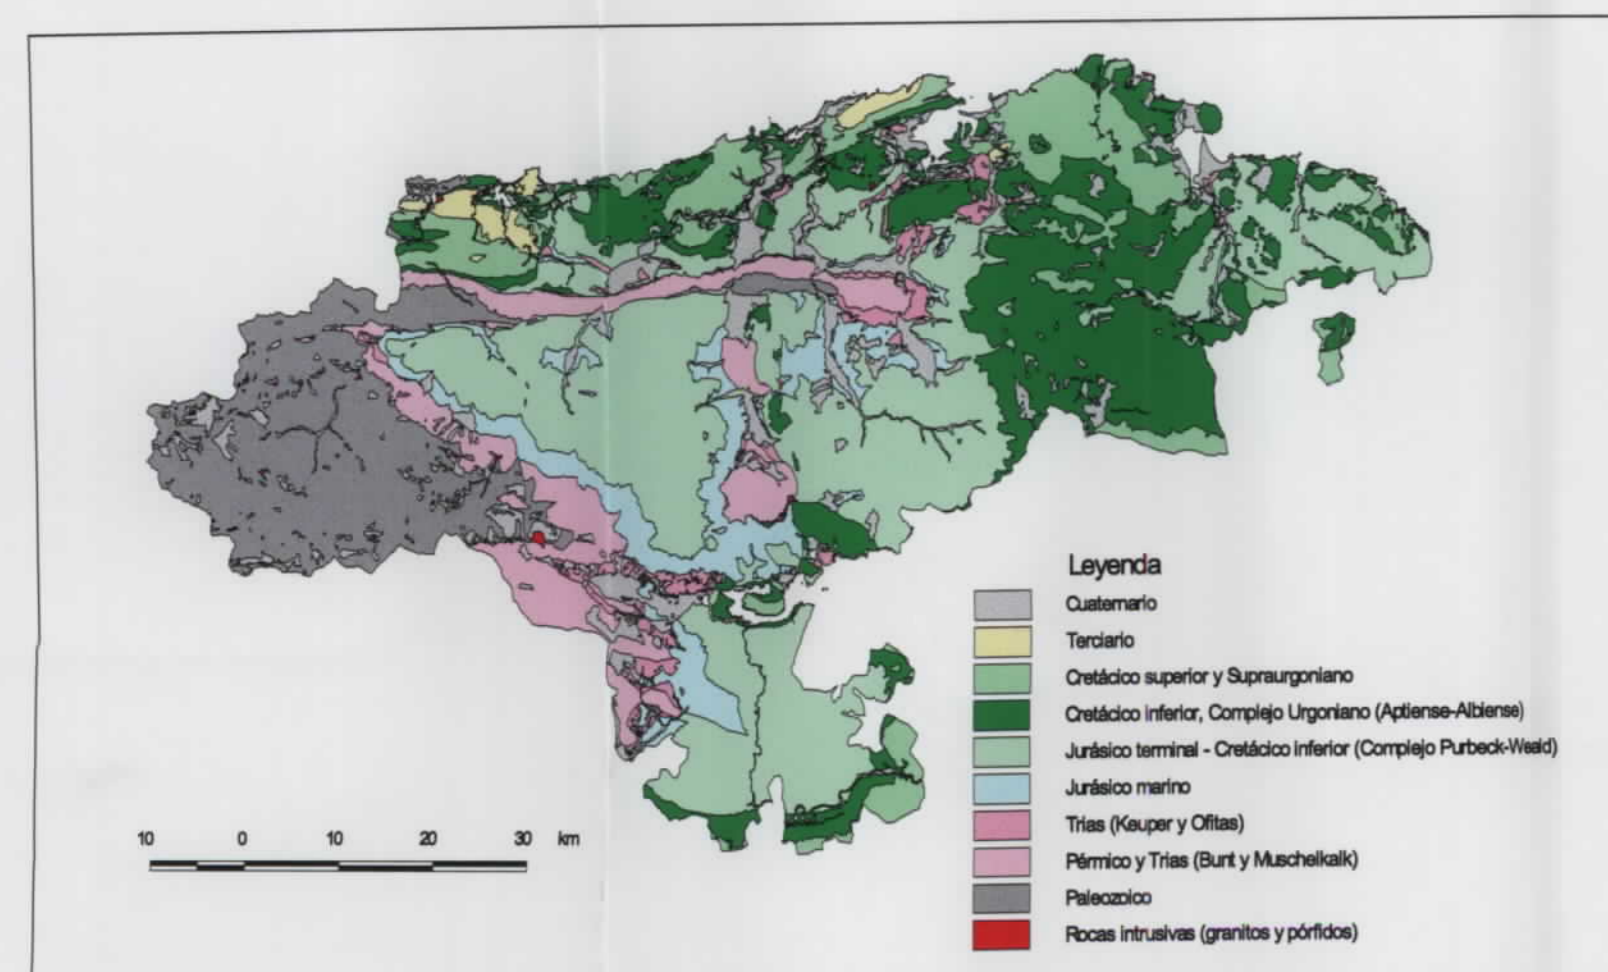 Leyenda
Cuaternario
Terciario
Cretácico superior y Supraurgoniano
Cretácico inferior, Complejo Urgoniano (Aptiense-Albiense)
Jurásico terminal - Cretácico inferior (Complejo Purbeck-Weald)
Jurásico marino
Trias (Keuper y Ofitas)
Pérmico y Trias (Bunt y Muschelkalk)
Paleozoico
Rocas intrusivas (granitos y pórfidos)
10 0 10 20 30 km